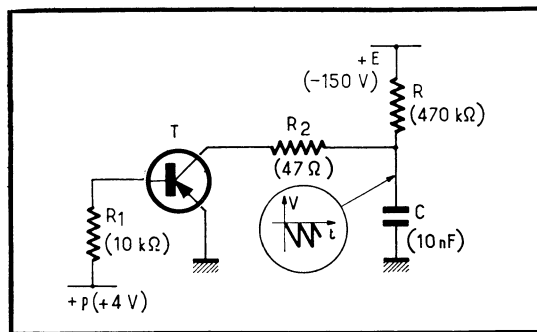 + E
(-150 V)
R
(470 kΩ)
T
R2
(47 Ω)
R1
(10 kΩ)
V
t
C
(10 nF)
+ p (+4 V)